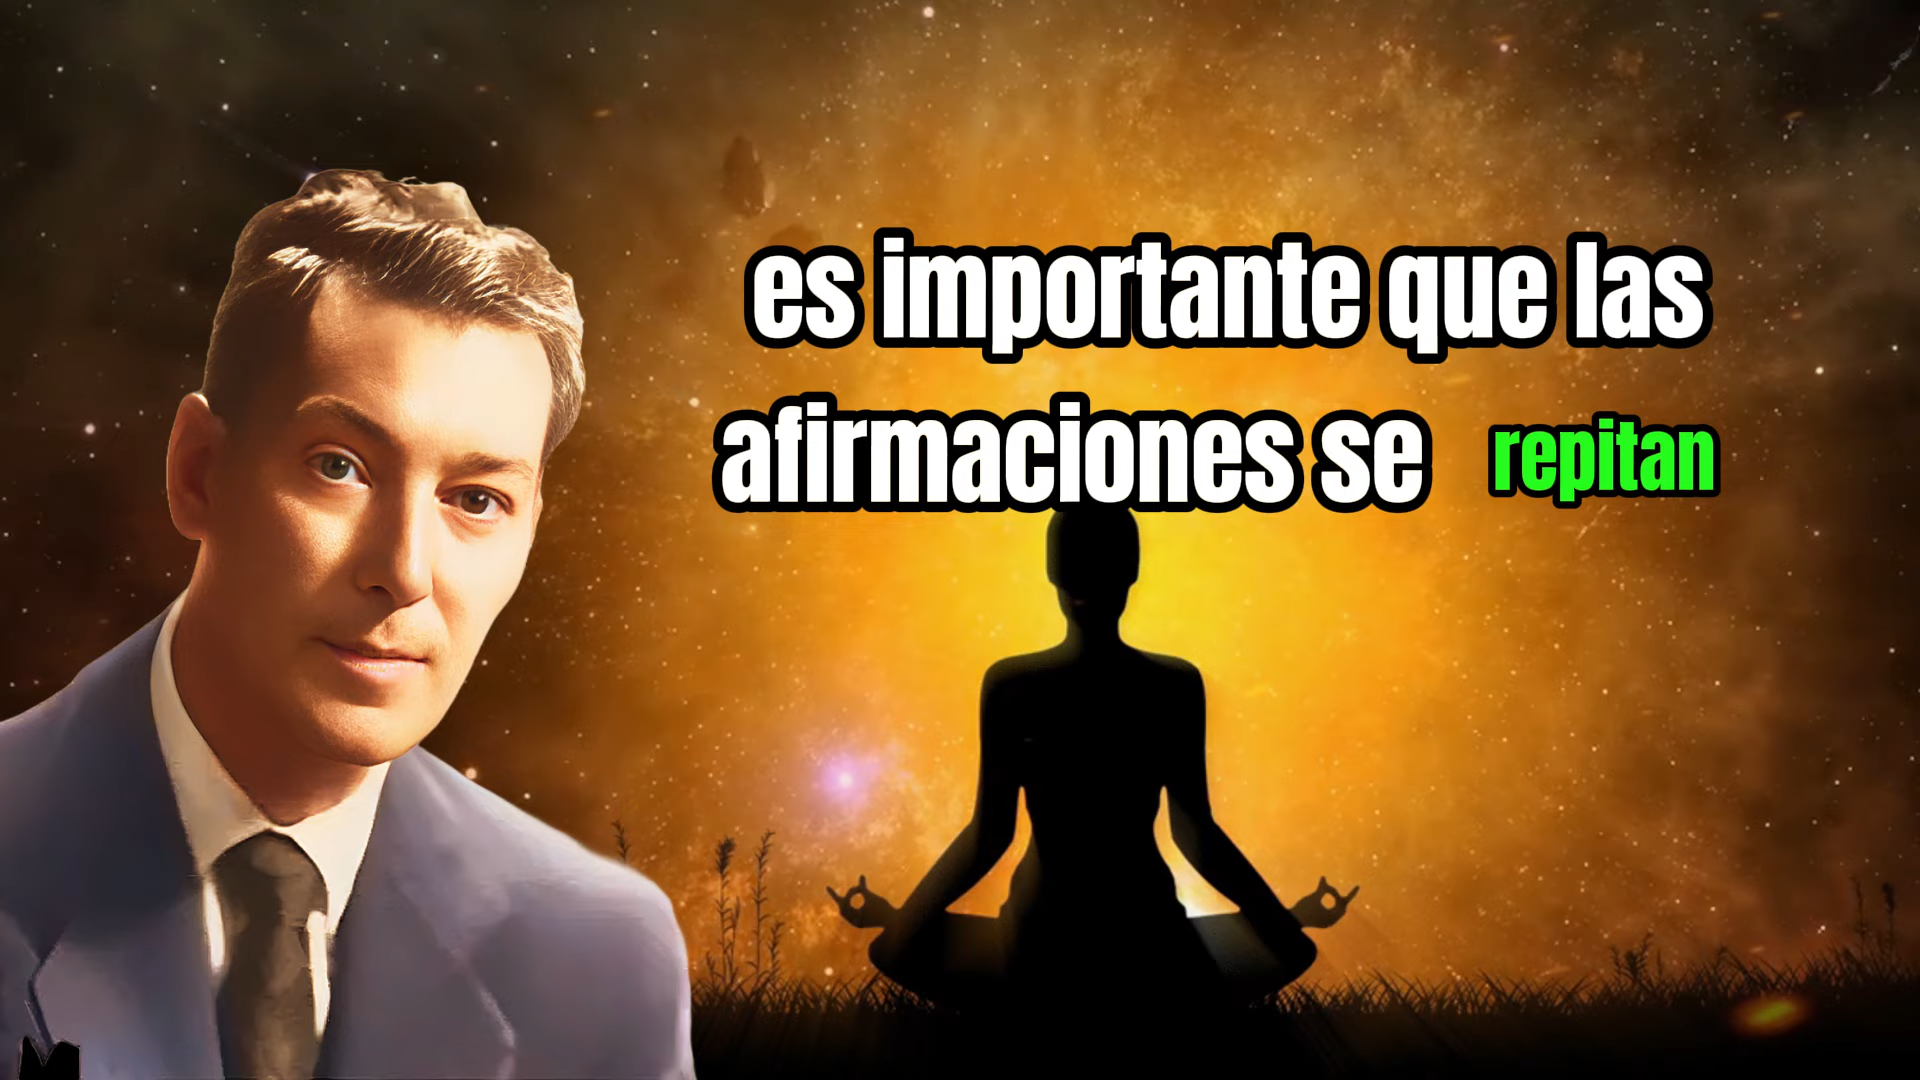 es importante que las
afirmaciones se repitan